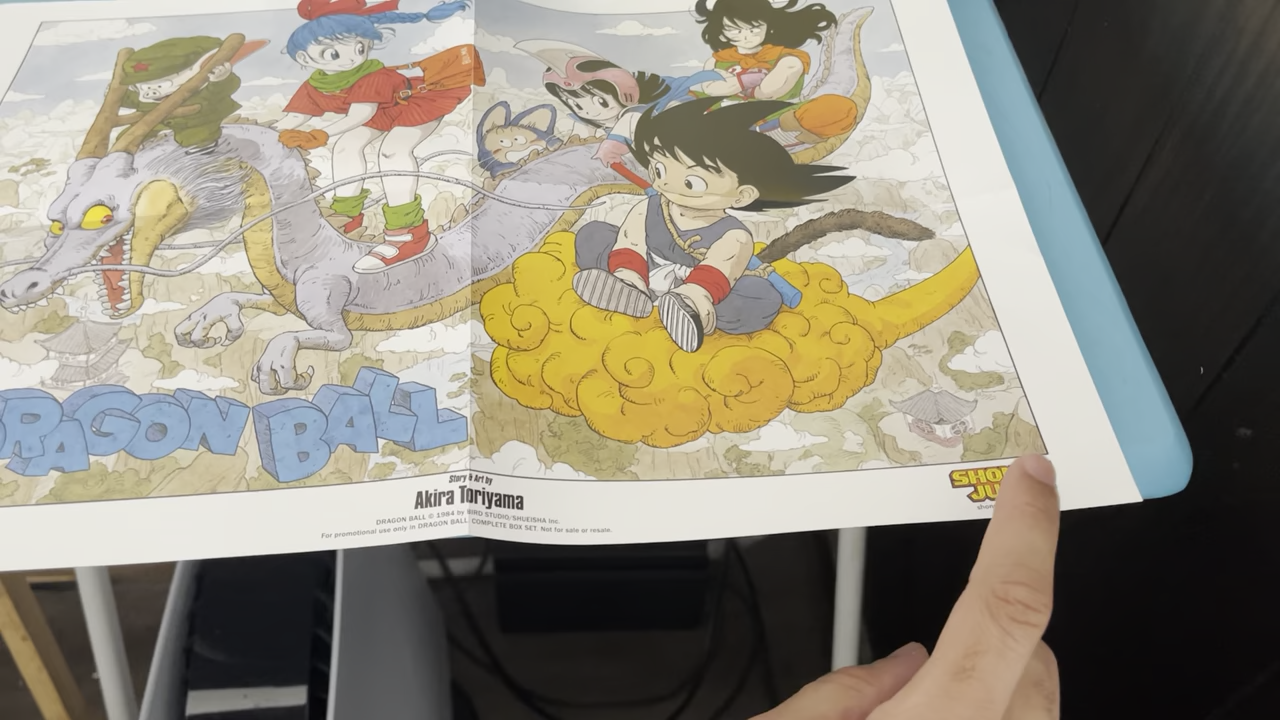 DRAGON BALL
Story & Art by
Akira Toriyama
DRAGON BALL © 1984 by BIRD STUDIO/SHUEISHA Inc.
For promotional use only in DRAGON BALL COMPLETE BOX SET. Not for sale or resale.